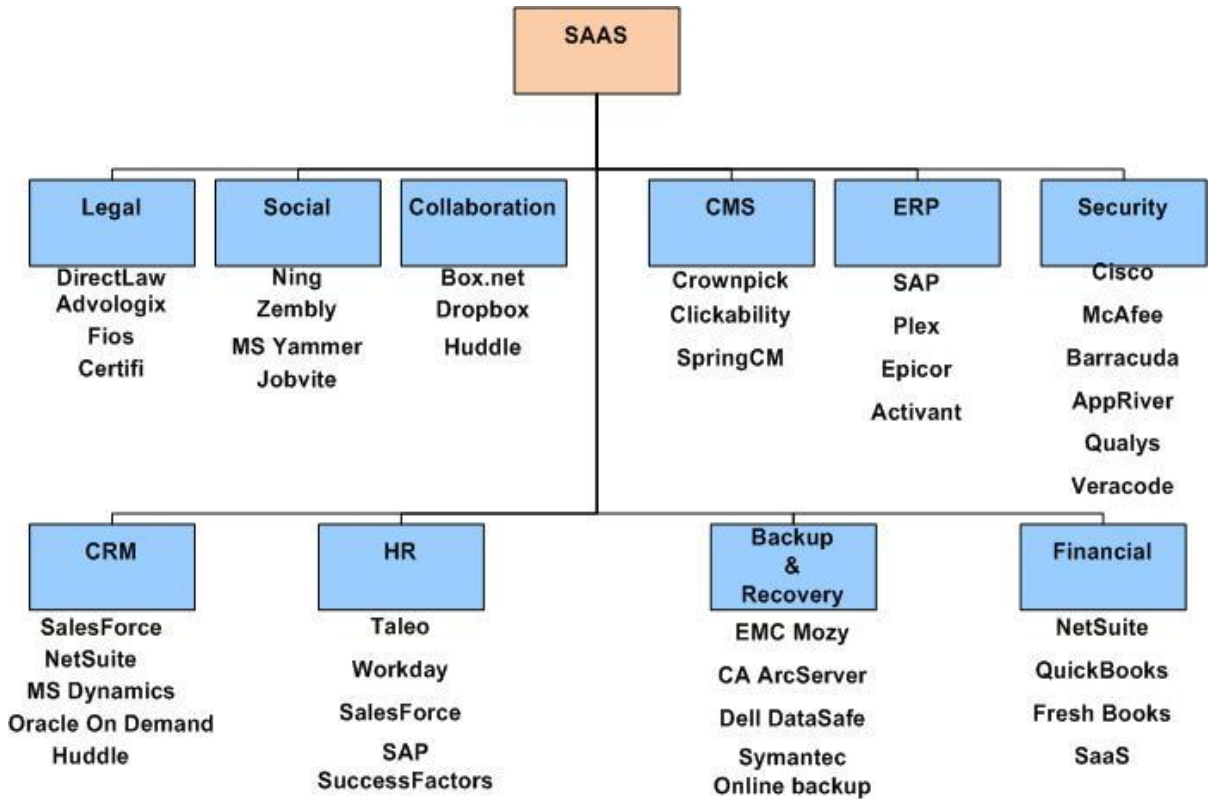 SAAS
Legal
DirectLaw
Advologix
Fios
Certifi
Social
Ning
Zembly
MS Yammer
Jobvite
Collaboration
Box.net
Dropbox
Huddle
CMS
Crownpick
Clickability
SpringCM
ERP
SAP
Plex
Epicor
Activant
Security
Cisco
McAfee
Barracuda
AppRiver
Qualys
Veracode
CRM
SalesForce
NetSuite
MS Dynamics
Oracle On Demand
Huddle
HR
Taleo
Workday
SalesForce
SAP
SuccessFactors
Backup
&
Recovery
EMC Mozy
CA ArcServer
Dell DataSafe
Symantec
Online backup
Financial
NetSuite
QuickBooks
Fresh Books
SaaS